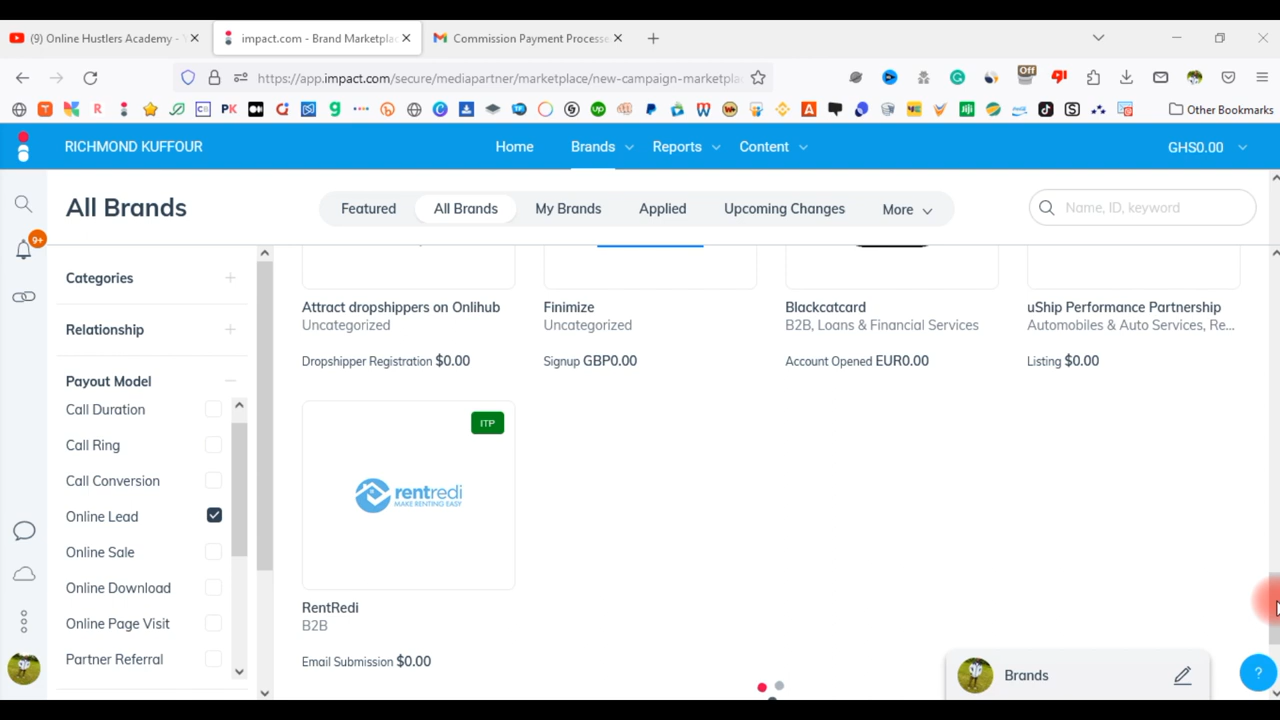 (9) Online Hustlers Academy - Y
impact.com - Brand Marketpla
Commission Payment Processe
https://app.impact.com/secure/mediapartner/marketplace/new-campaign-marketpla
Off
Other Bookmarks
RICHMOND KUFFOUR
Home
Brands
Reports
Content
GHS0.00
All Brands
Featured
All Brands
My Brands
Applied
Upcoming Changes
More
Name, ID, keyword
9+
Categories
Relationship
Payout Model
Call Duration
Call Ring
Call Conversion
Online Lead
Online Sale
Online Download
Online Page Visit
Partner Referral
Attract dropshippers on Onlihub
Uncategorized
Dropshipper Registration $0.00
Finimize
Uncategorized
Signup GBP0.00
Blackcatcard
B2B, Loans & Financial Services
Account Opened EUR0.00
uShip Performance Partnership
Automobiles & Auto Services, Re...
Listing $0.00
ITP
rentredi
MAKE RENTING EASY
RentRedi
B2B
Email Submission $0.00
Brands
?